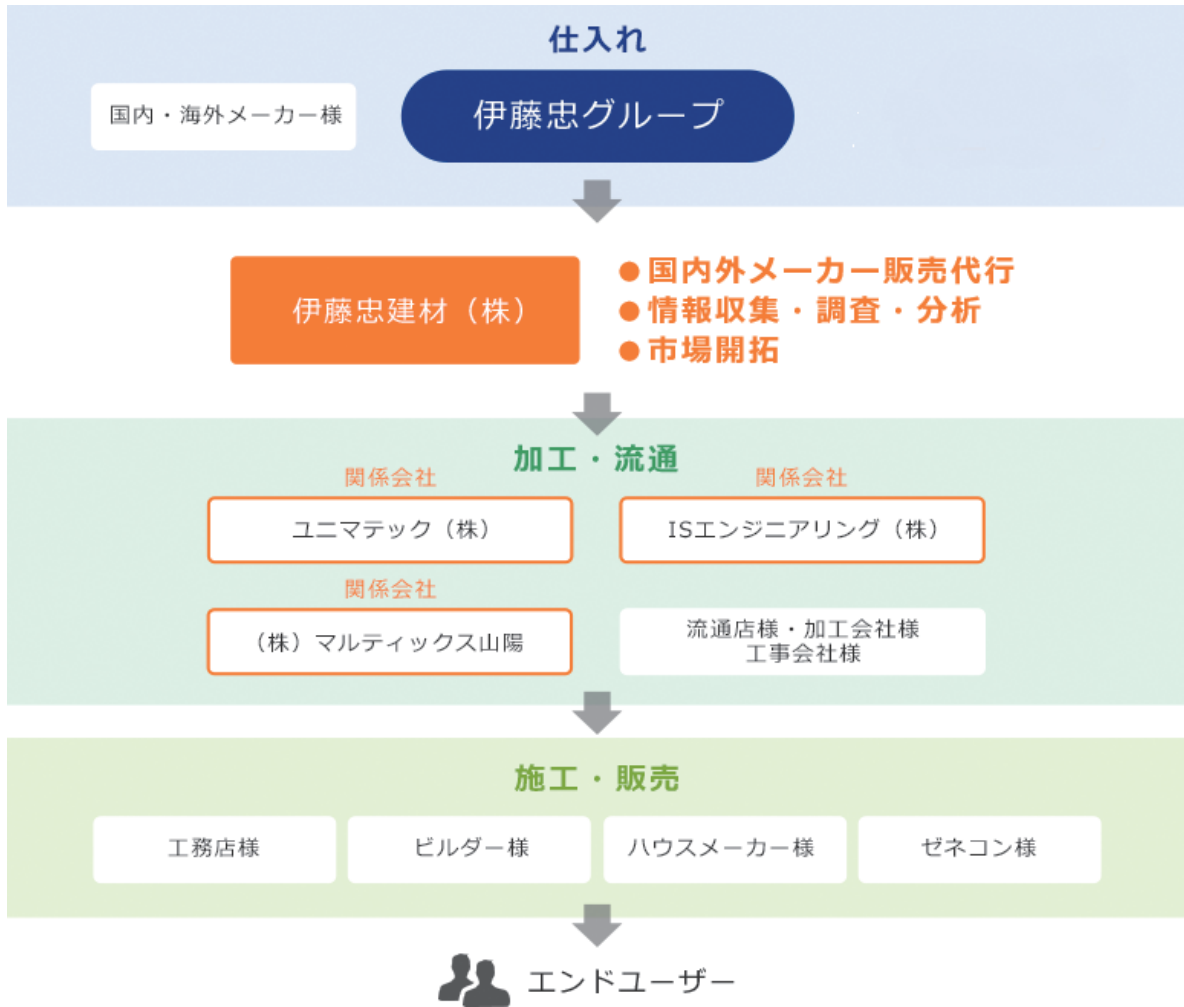 仕入れ
国内・海外メーカー様
伊藤忠グループ
伊藤忠建材（株）
●国内外メーカー販売代行
●情報収集・調査・分析
●市場開拓
加工・流通
関係会社
ユニマテック（株）
関係会社
ISエンジニアリング（株）
関係会社
（株）マルティックス山陽
流通店様・加工会社様
工事会社様
施工・販売
工務店様
ビルダー様
ハウスメーカー様
ゼネコン様
エンドユーザー